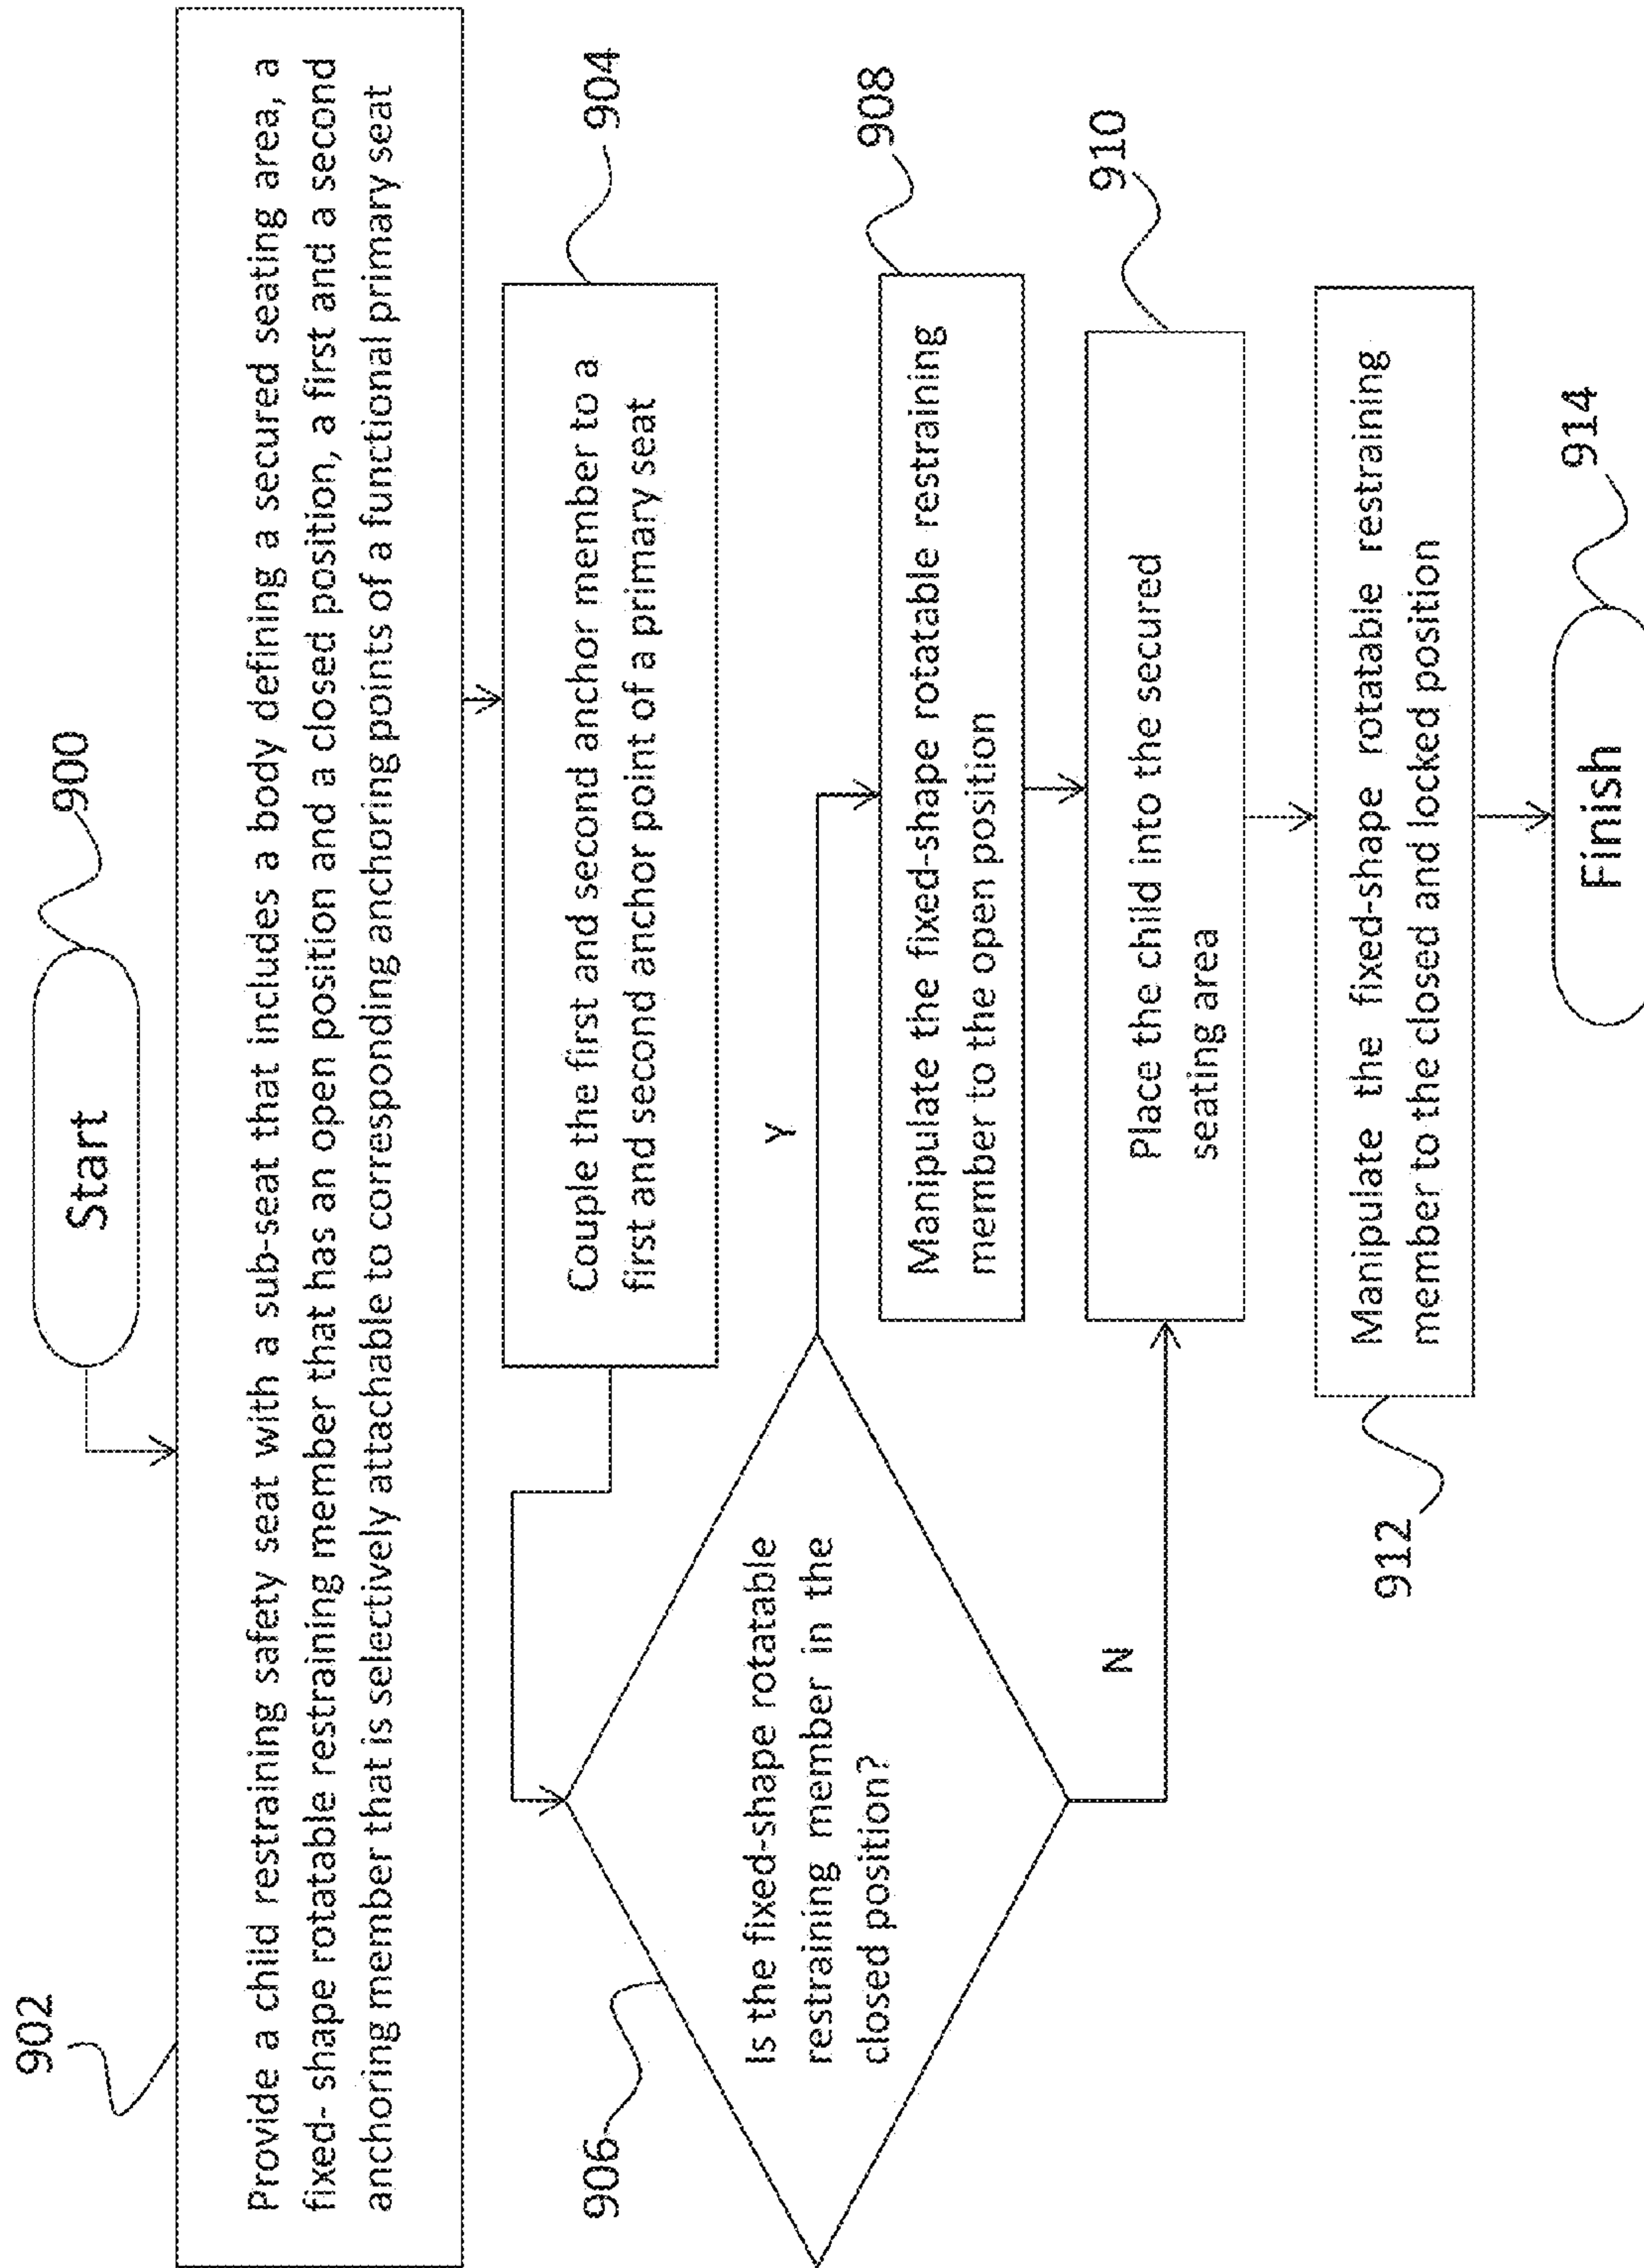 900
Start
902
Provide a child restraining safety seat with a sub-seat that includes a body defining a secured seating area, a
fixed- shape rotatable restraining member that has an open position and a closed position, a first and a second
anchoring member that is selectively attachable to corresponding anchoring points of a functional primary seat
904
Couple the first and second anchor member to a
first and second anchor point of a primary seat
906
Is the fixed-shape rotatable
restraining member in the
closed position?
Y
N
908
Manipulate the fixed-shape rotatable restraining
member to the open position
910
Place the child into the secured
seating area
912
Manipulate the fixed-shape rotatable restraining
member to the closed and locked position
914
Finish